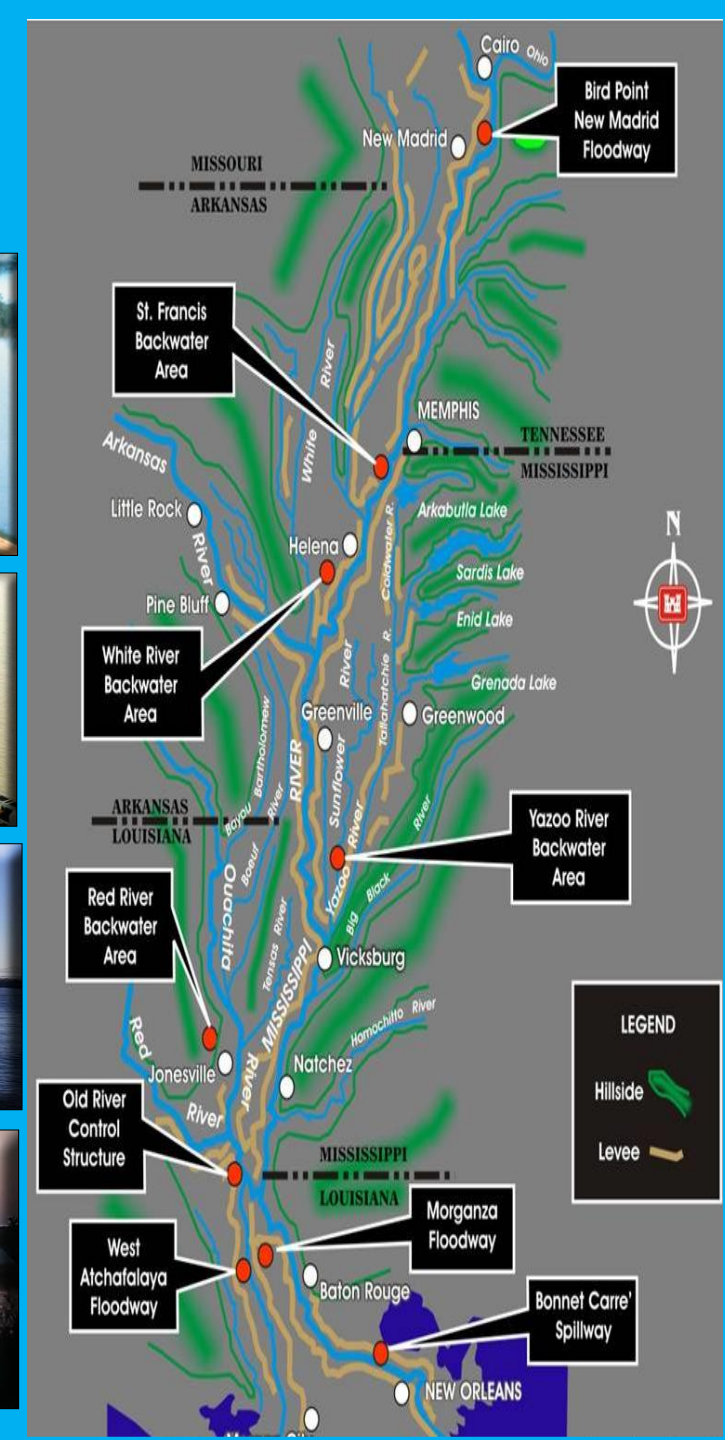 Cairo
Ohio
Bird Point
New Madrid
Floodway
New Madrid
MISSOURI
ARKANSAS
St. Francis
Backwater
Area
White
River
MEMPHIS
TENNESSEE
MISSISSIPPI
Arkansas
River
Little Rock
Helena
Coldwater R.
Arkabutla Lake
Sardis Lake
Enid Lake
N
Pine Bluff
White River
Backwater
Area
Tallahatchie R.
Grenada Lake
Greenville
Greenwood
Sunflower
River
Bayou Bartholomew
RIVER
ARKANSAS
LOUISIANA
Yazoo River
Backwater
Area
Yazoo
River
Big Black
River
Ouachita
Boeuf
River
Tensas River
Red River
Backwater
Area
MISSISSIPPI
Vicksburg
Homochitto River
LEGEND
Hillside
Levee
Red
River
Jonesville
River
Natchez
Old River
Control
Structure
MISSISSIPPI
LOUISIANA
Morganza
Floodway
West
Atchafalaya
Floodway
Baton Rouge
Bonnet Carre'
Spillway
NEW ORLEANS